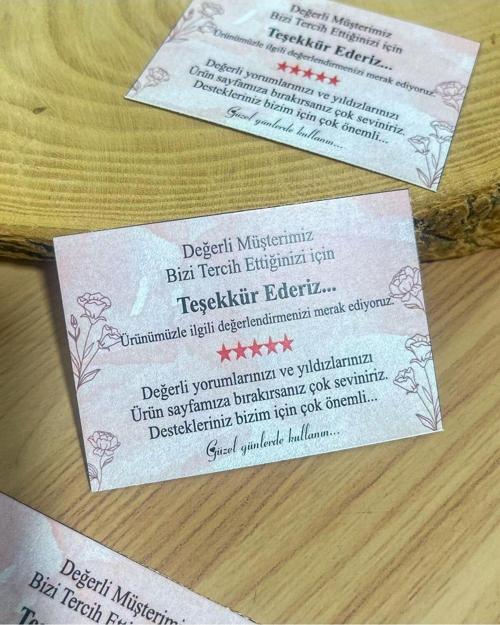 Değerli Müşterimiz
Bizi Tercih Ettiğinizi için
Teşekkür Ederiz...
Ürünümüzle ilgili değerlendirmenizi merak ediyoruz.
Değerli yorumlarınızı ve yıldızlarınızı
Ürün sayfamıza bırakırsanız çok seviniriz.
Destekleriniz bizim için çok önemli...
Güzel günlerde kullanın...
Değerli Müşterimiz
Bizi Tercih Ettiğinizi için
Teşekkür Ederiz...
Ürünümüzle ilgili değerlendirmenizi merak ediyoruz.
Değerli yorumlarınızı ve yıldızlarınızı
Ürün sayfamıza bırakırsanız çok seviniriz.
Destekleriniz bizim için çok önemli...
Güzel günlerde kullanın...
Değerli Müşterimiz
Bizi Tercih Ettiğinizi